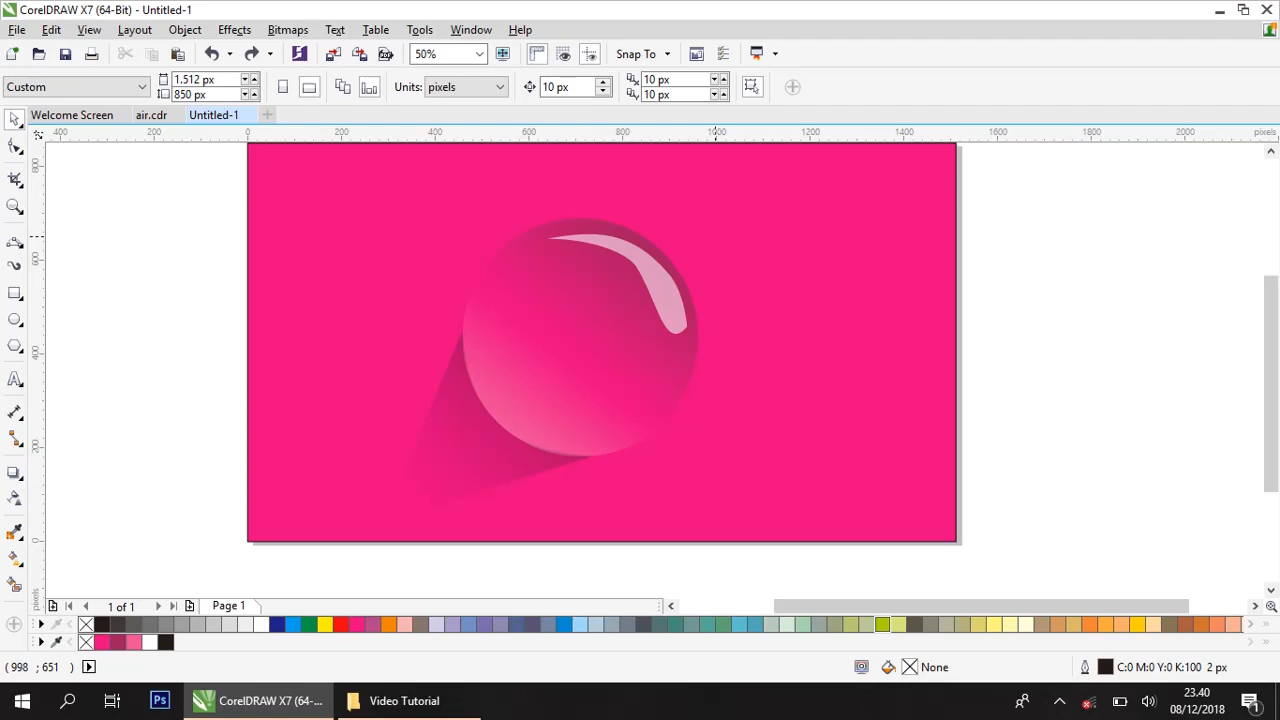 CorelDRAW X7 (64-Bit) - Untitled-1
File Edit View Layout Object Effects Bitmaps Text Table Tools Window Help
50% Snap To
Custom 1.512 px 850 px Units: pixels 10 px 10 px 10 px
Welcome Screen air.cdr Untitled-1
400 200 0 200 400 600 800 1000 1200 1400 1600 1800 2000 pixels
800
600
400
200
0
pixels
1 of 1 Page 1
( 998 ; 651 ) None C:0 M:0 Y:0 K:100 2 px
Ps CorelDRAW X7 (64-... Video Tutorial 23.40
08/12/2018 1